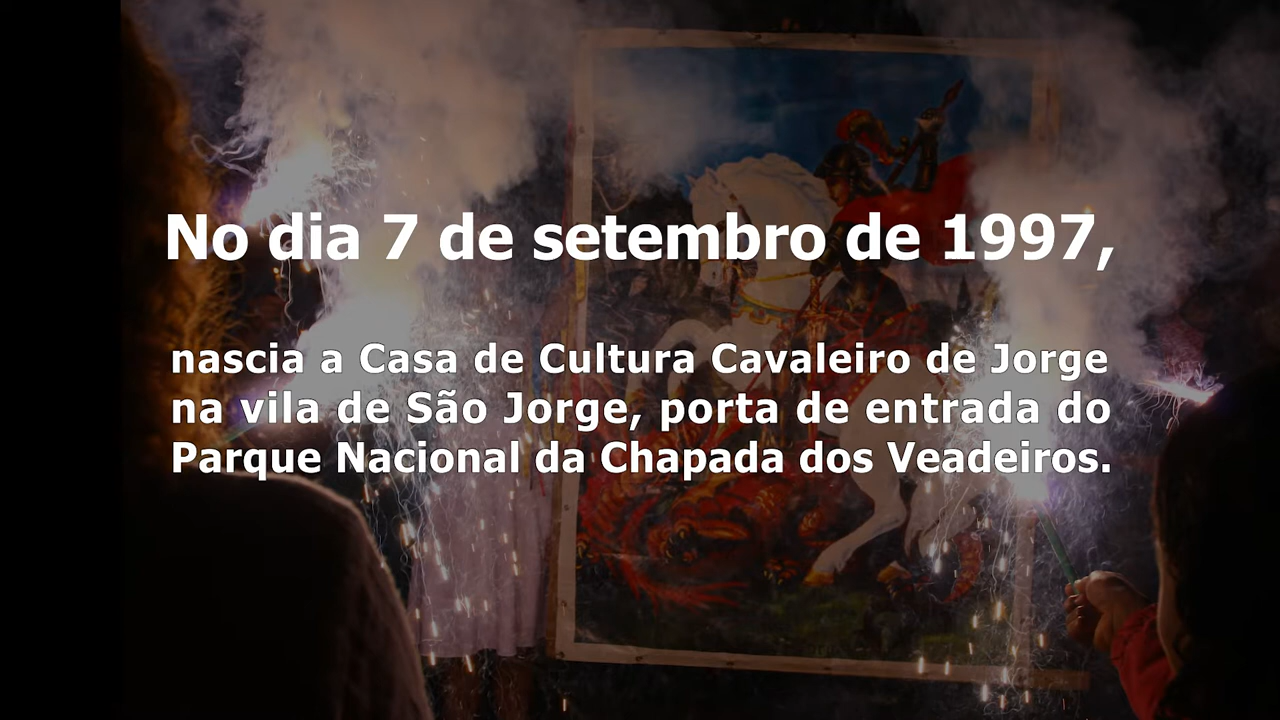 No dia 7 de setembro de 1997,
nascia a Casa de Cultura Cavaleiro de Jorge
na vila de São Jorge, porta de entrada do
Parque Nacional da Chapada dos Veadeiros.